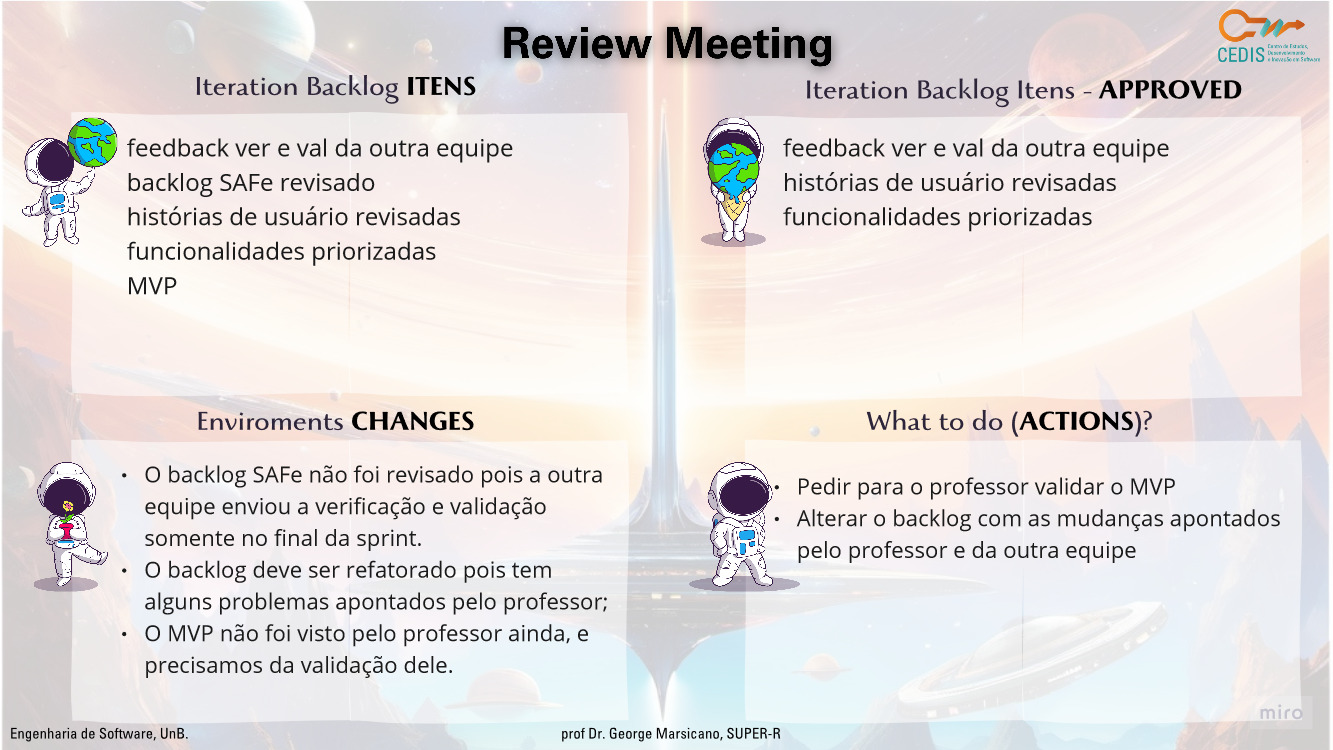 Review Meeting
CEDIS
Centro de Estudos,
Desenvolvimento
e Inovação em Software
Iteration Backlog ITENS
feedback ver e val da outra equipe
backlog SAFe revisado
histórias de usuário revisadas
funcionalidades priorizadas
MVP
Iteration Backlog Itens - APPROVED
feedback ver e val da outra equipe
histórias de usuário revisadas
funcionalidades priorizadas
Enviroments CHANGES
• O backlog SAFe não foi revisado pois a outra
equipe enviou a verificação e validação
somente no final da sprint.
• O backlog deve ser refatorado pois tem
alguns problemas apontados pelo professor;
• O MVP não foi visto pelo professor ainda, e
precisamos da validação dele.
What to do (ACTIONS)?
• Pedir para o professor validar o MVP
• Alterar o backlog com as mudanças apontados
pelo professor e da outra equipe
miro
Engenharia de Software, UnB.
prof Dr. George Marsicano, SUPER-R